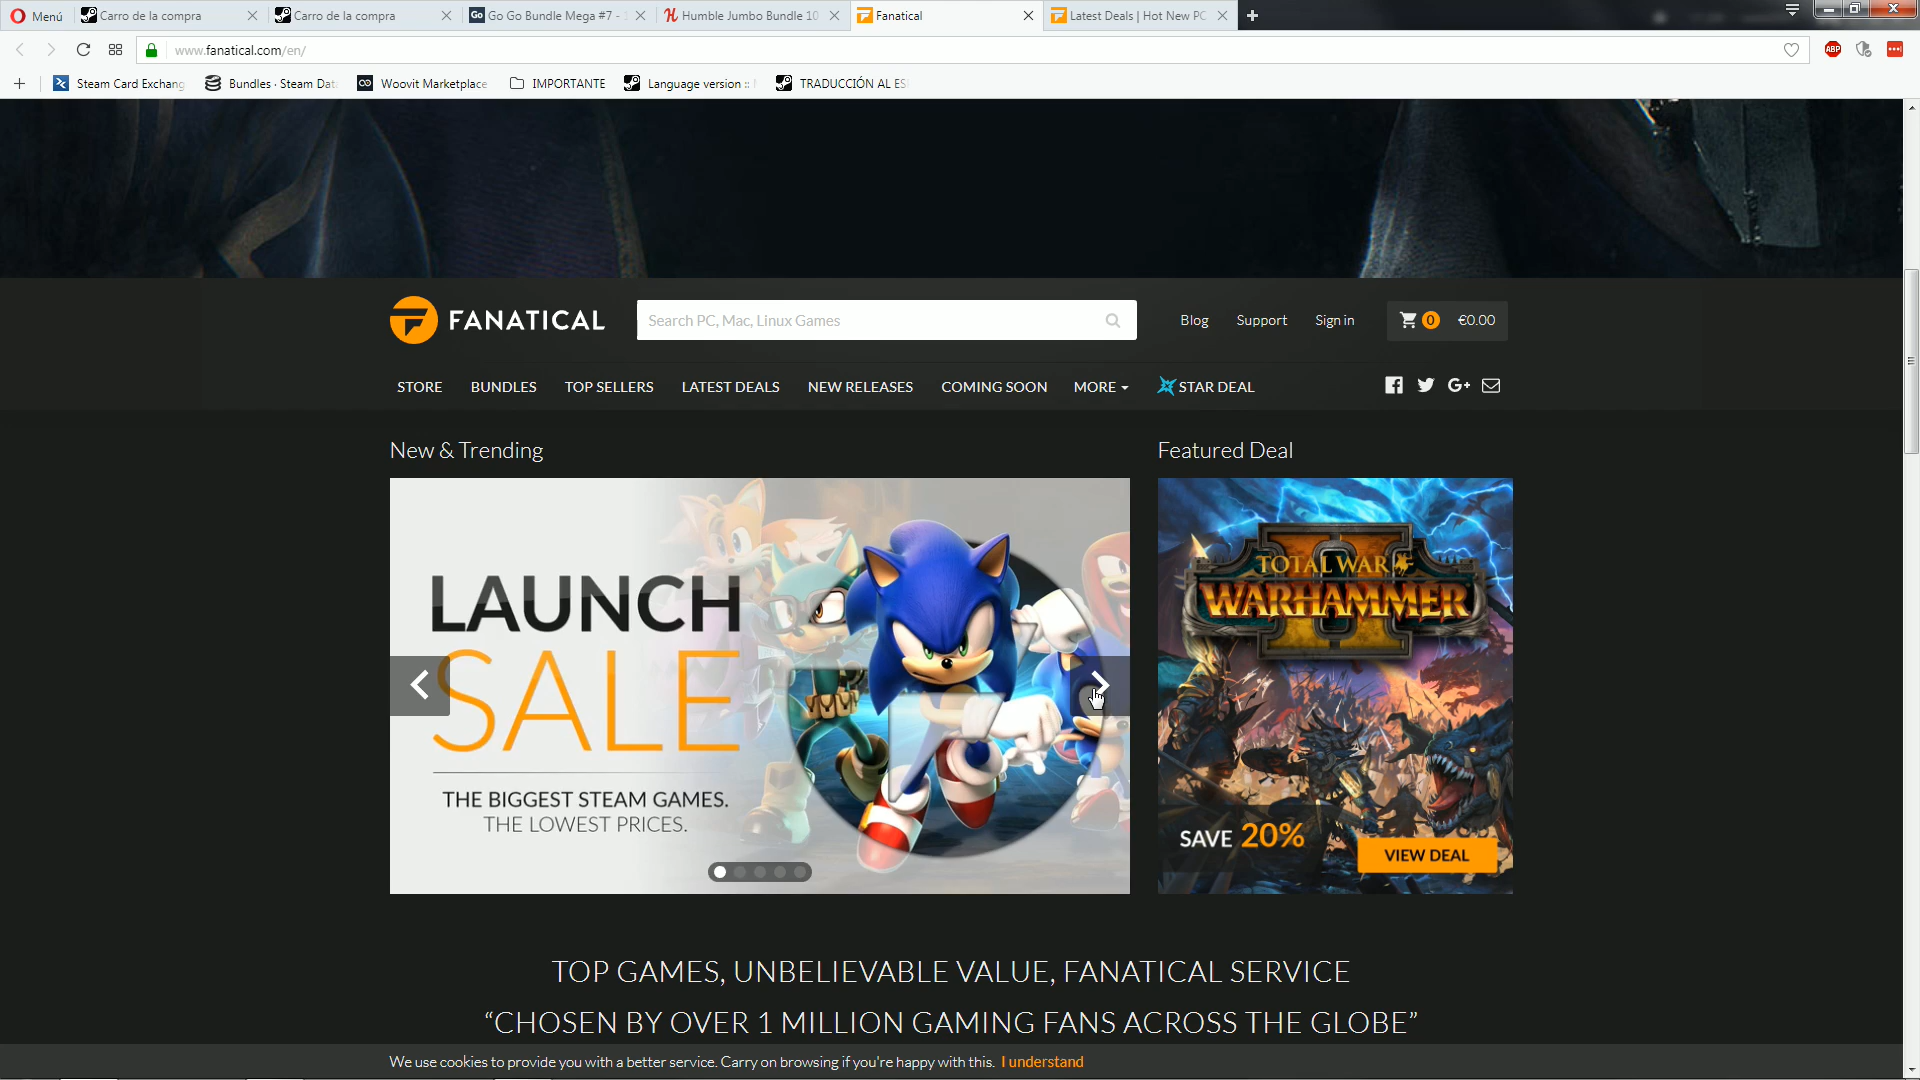 Menú
Carro de la compra
Carro de la compra
Go Go Go Bundle Mega #7 -
Humble Jumbo Bundle 10
Fanatical
Latest Deals | Hot New PC
www.fanatical.com/en/
ABP
Steam Card Exchang
Bundles · Steam Dat
Woovit Marketplace
IMPORTANTE
Language version ::
TRADUCCIÓN AL ES
FANATICAL
Search PC, Mac, Linux Games
Blog
Support
Sign in
0
€0.00
STORE
BUNDLES
TOP SELLERS
LATEST DEALS
NEW RELEASES
COMING SOON
MORE
STAR DEAL
G+
New & Trending
Featured Deal
LAUNCH
SALE
THE BIGGEST STEAM GAMES.
THE LOWEST PRICES.
TOTAL WAR
WARHAMMER
II
SAVE 20%
VIEW DEAL
TOP GAMES, UNBELIEVABLE VALUE, FANATICAL SERVICE
“CHOSEN BY OVER 1 MILLION GAMING FANS ACROSS THE GLOBE”
We use cookies to provide you with a better service. Carry on browsing if you're happy with this. I understand